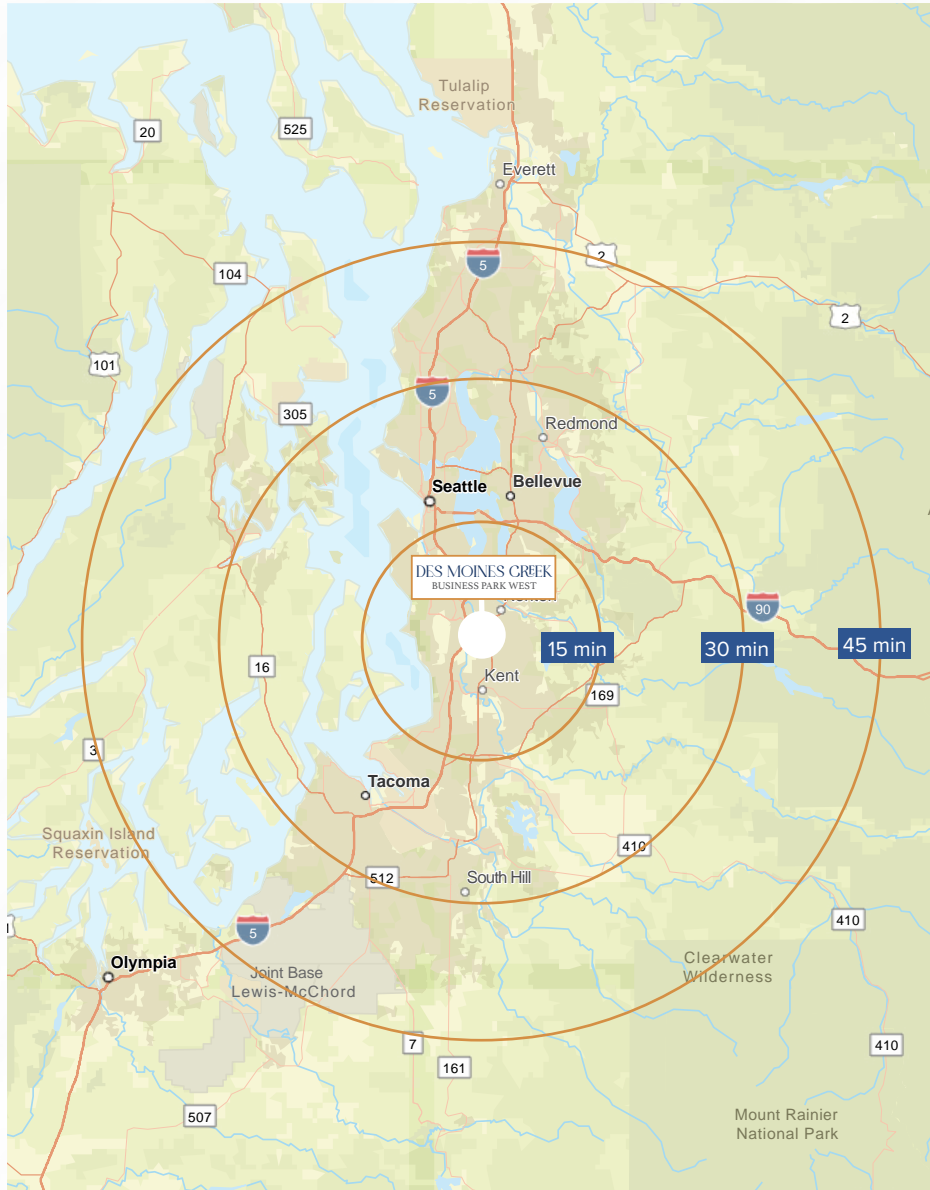 Tulalip
Reservation
20
525
Everett
5
2
104
2
101
5
305
Redmond
Seattle
Bellevue
DES MOINES CREEK
BUSINESS PARK WEST
90
15 min
30 min
45 min
16
Kent
169
3
Tacoma
Squaxin Island
Reservation
410
512
South Hill
410
5
Olympia
Clearwater
Wilderness
Joint Base
Lewis-McChord
7
410
161
507
Mount Rainier
National Park